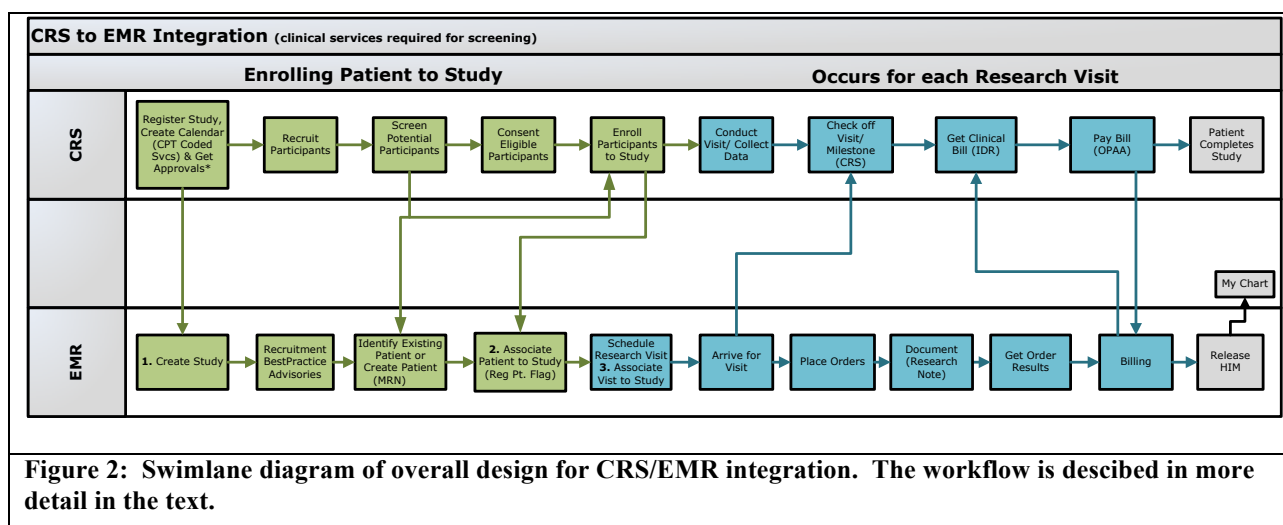 CRS to EMR Integration (clinical services required for screening)
Enrolling Patient to Study
Occurs for each Research Visit
CRS
Register Study,
Create Calendar
(CPT Coded
Svcs) & Get
Approvals*
Recruit
Participants
Screen
Potential
Participants
Consent
Eligible
Participants
Enroll
Participants
to Study
Conduct
Visit/ Collect
Data
Check off
Visit/
Milestone
(CRS)
Get Clinical
Bill (IDR)
Pay Bill
(OPAA)
Patient
Completes
Study
My Chart
EMR
1. Create Study
Recruitment
BestPractice
Advisories
Identify Existing
Patient or
Create Patient
(MRN)
2. Associate
Patient to Study
(Reg Pt. Flag)
Schedule
Research Visit
3. Associate
Vist to Study
Arrive for
Visit
Place Orders
Document
(Research
Note)
Get Order
Results
Billing
Release
HIM
Figure 2: Swimlane diagram of overall design for CRS/EMR integration. The workflow is descibed in more
detail in the text.